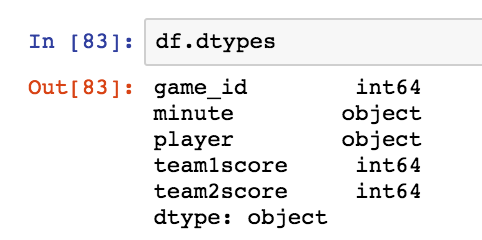 In [83]: df.dtypes
Out[83]: game_id int64
minute object
player object
team1score int64
team2score int64
dtype: object